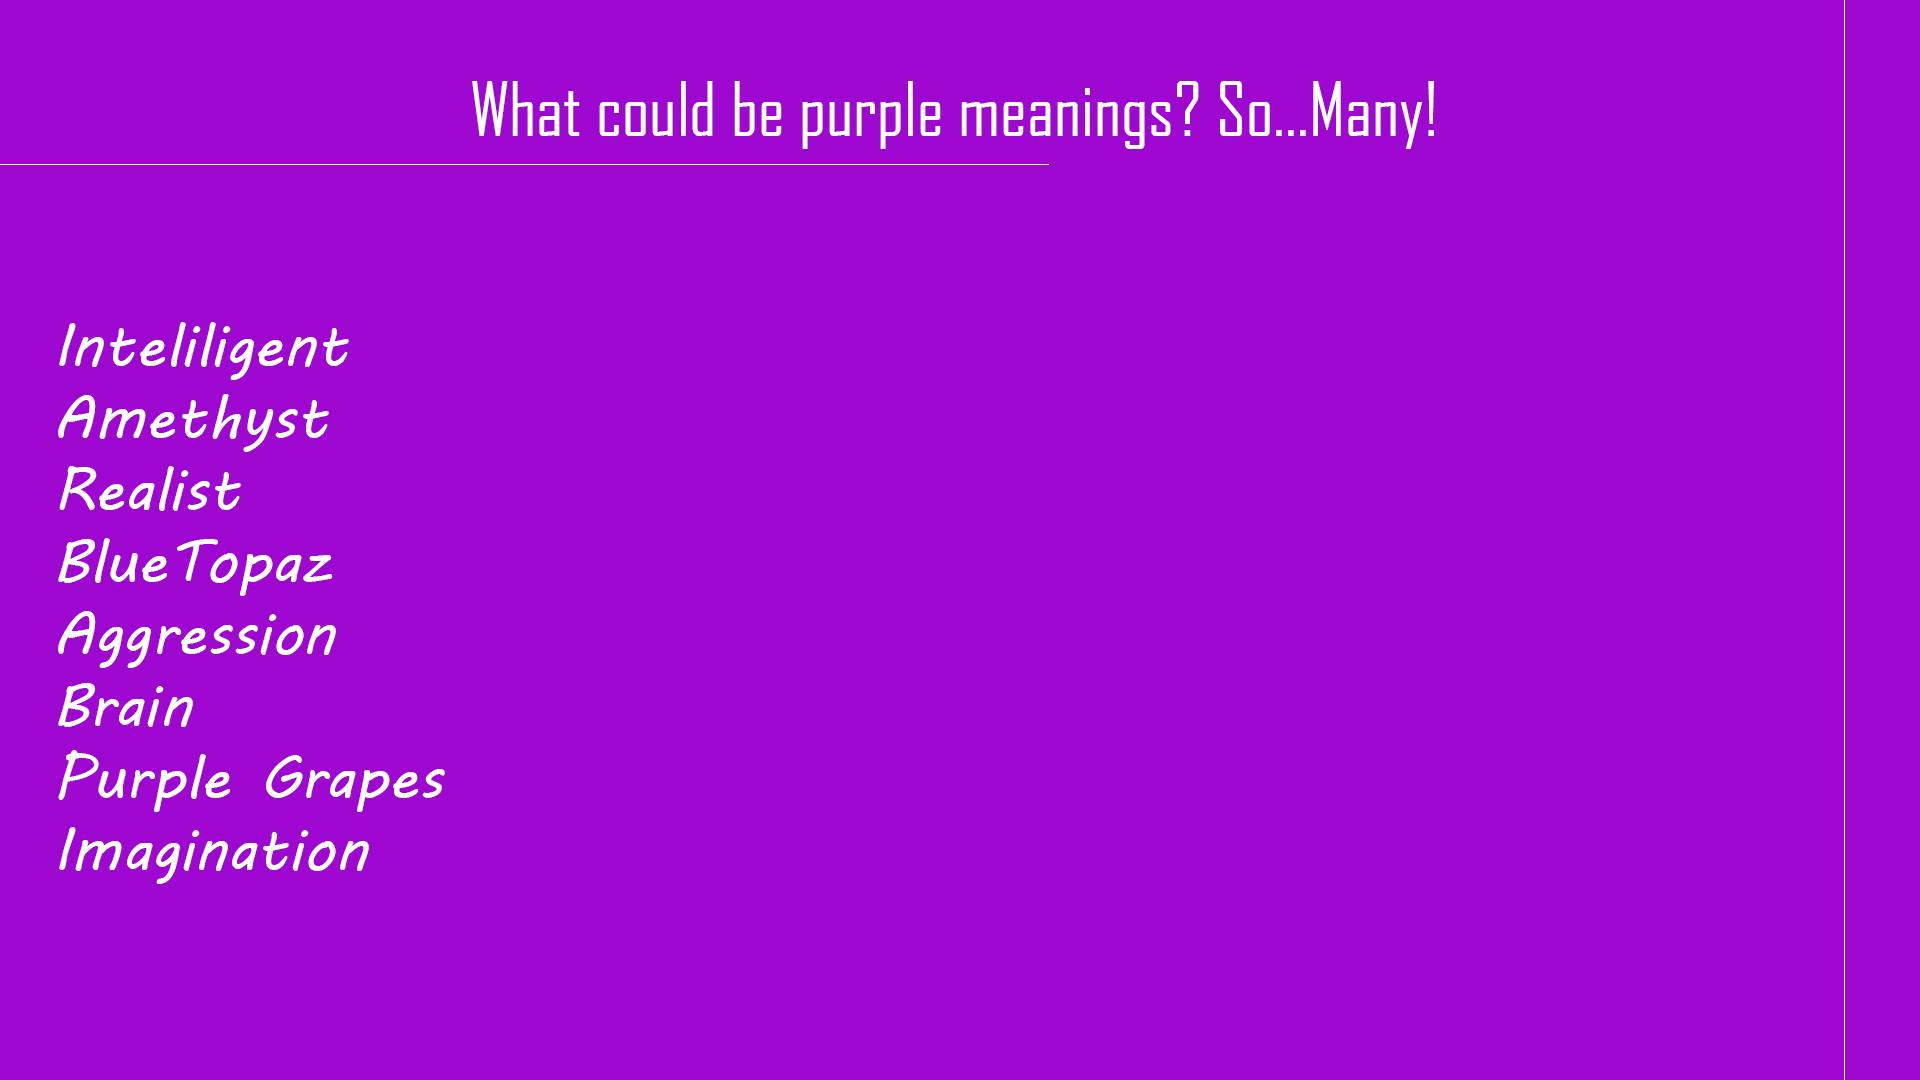 What could be purple meanings? So...Many!
Inteliligent
Amethyst
Realist
BlueTopaz
Aggression
Brain
Purple Grapes
Imagination